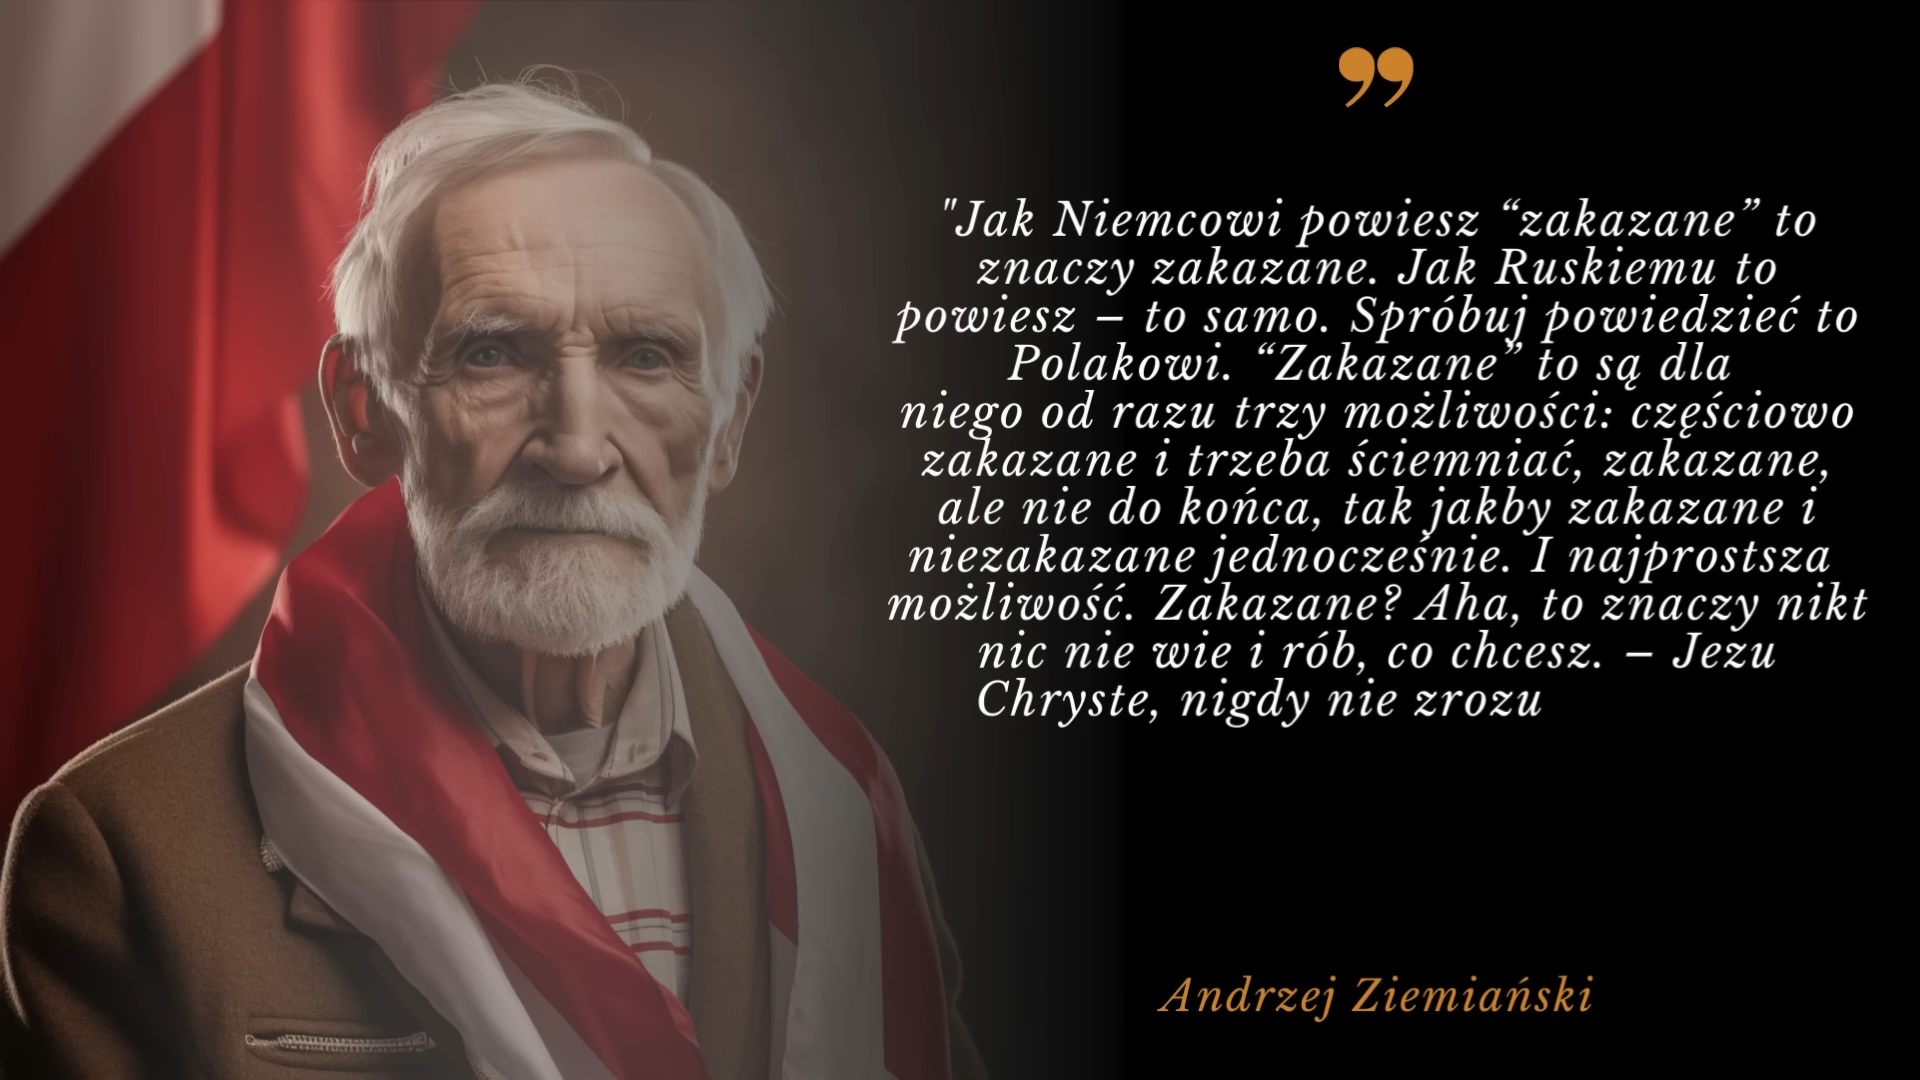 "Jak Niemcowi powiesz “zakazane” to
znaczy zakazane. Jak Ruskiemu to
powiesz – to samo. Spróbuj powiedzieć to
Polakowi. “Zakazane” to są dla
niego od razu trzy możliwości: częściowo
zakazane i trzeba ściemniać, zakazane,
ale nie do końca, tak jakby zakazane i
niezakazane jednocześnie. I najprostsza
możliwość. Zakazane? Aha, to znaczy nikt
nic nie wie i rób, co chcesz. – Jezu
Chryste, nigdy nie zrozu
Andrzej Ziemiański